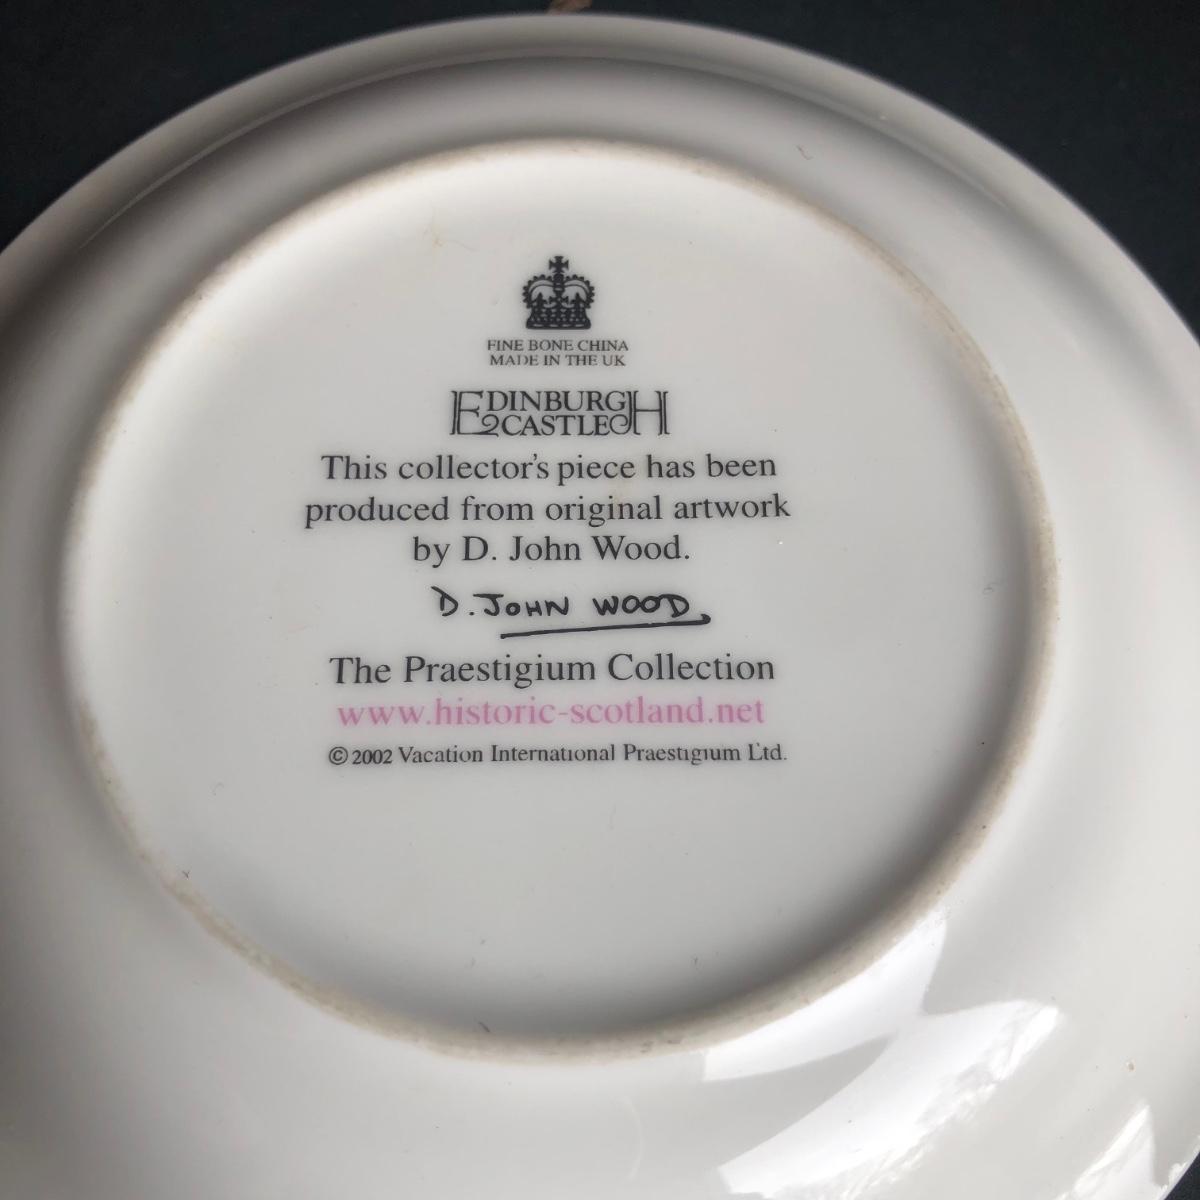 FINE BONE CHINA
MADE IN THE UK
EDINBURGH
CASTLE
This collector's piece has been
produced from original artwork
by D. John Wood.
D. JOHN WOOD
The Praestigium Collection
www.historic-scotland.net
© 2002 Vacation International Praestigium Ltd.